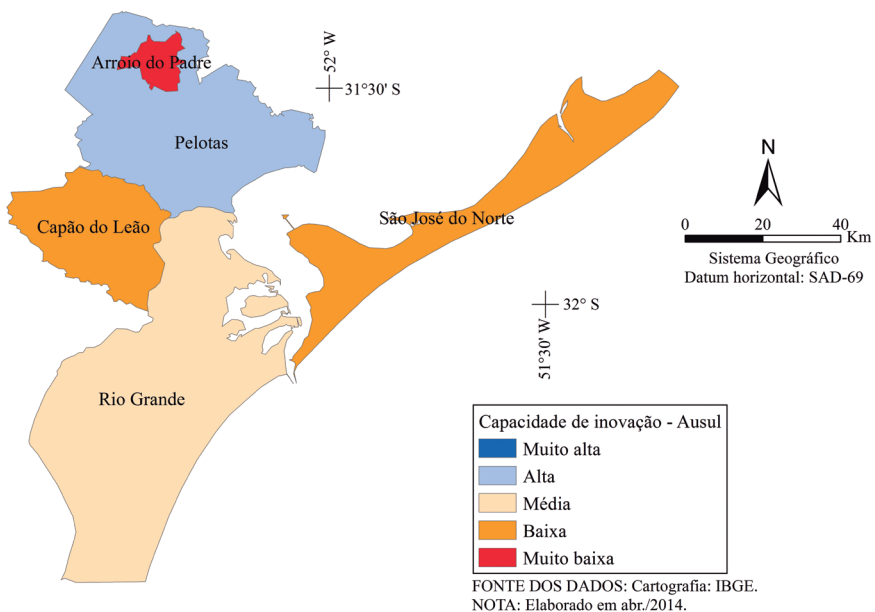 Arroio do Padre
52° W
31°30' S
Pelotas
N
Capão do Leão
São José do Norte
0 20 40
Km
Sistema Geográfico
Datum horizontal: SAD-69
32° S
51°30' W
Rio Grande
Capacidade de inovação - Ausul
Muito alta
Alta
Média
Baixa
Muito baixa
FONTE DOS DADOS: Cartografia: IBGE.
NOTA: Elaborado em abr./2014.